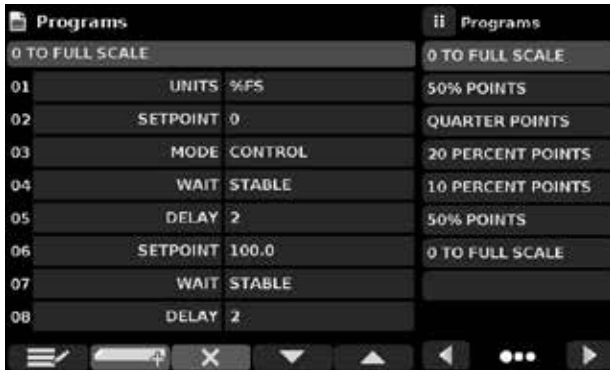 Programs
0 TO FULL SCALE
01 UNITS %FS
02 SETPOINT 0
03 MODE CONTROL
04 WAIT STABLE
05 DELAY 2
06 SETPOINT 100.0
07 WAIT STABLE
08 DELAY 2
Programs
0 TO FULL SCALE
50% POINTS
QUARTER POINTS
20 PERCENT POINTS
10 PERCENT POINTS
50% POINTS
0 TO FULL SCALE